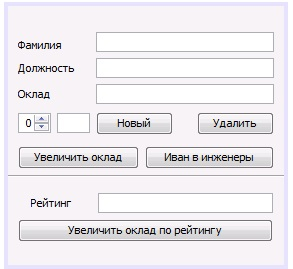 Фамилия
Должность
Оклад
0 Новый Удалить
Увеличить оклад Иван в инженеры
Рейтинг
Увеличить оклад по рейтингу